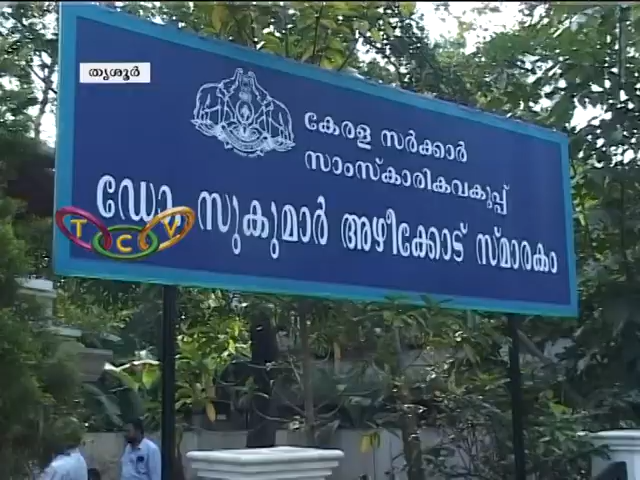 തൃശൂർ
കേരള സർക്കാർ
സാംസ്കാരികവകുപ്പ്
ഡോ. സുകുമാർ അഴീക്കോട് സ്മാരകം
TCV